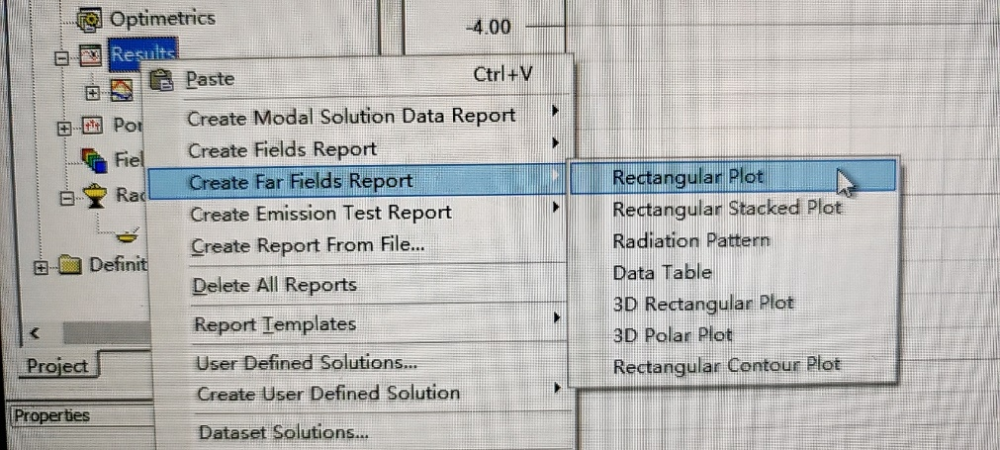 Optimetrics
-4.00
Results
Paste Ctrl+V
Create Modal Solution Data Report
Por
Create Fields Report
Fiel
Create Far Fields Report
Rectangular Plot
Rac
Create Emission Test Report
Rectangular Stacked Plot
Create Report From File...
Radiation Pattern
Definit
Delete All Reports
Data Table
Report Templates
3D Rectangular Plot
3D Polar Plot
Project
User Defined Solutions...
Rectangular Contour Plot
Create User Defined Solution
Properties
Dataset Solutions...